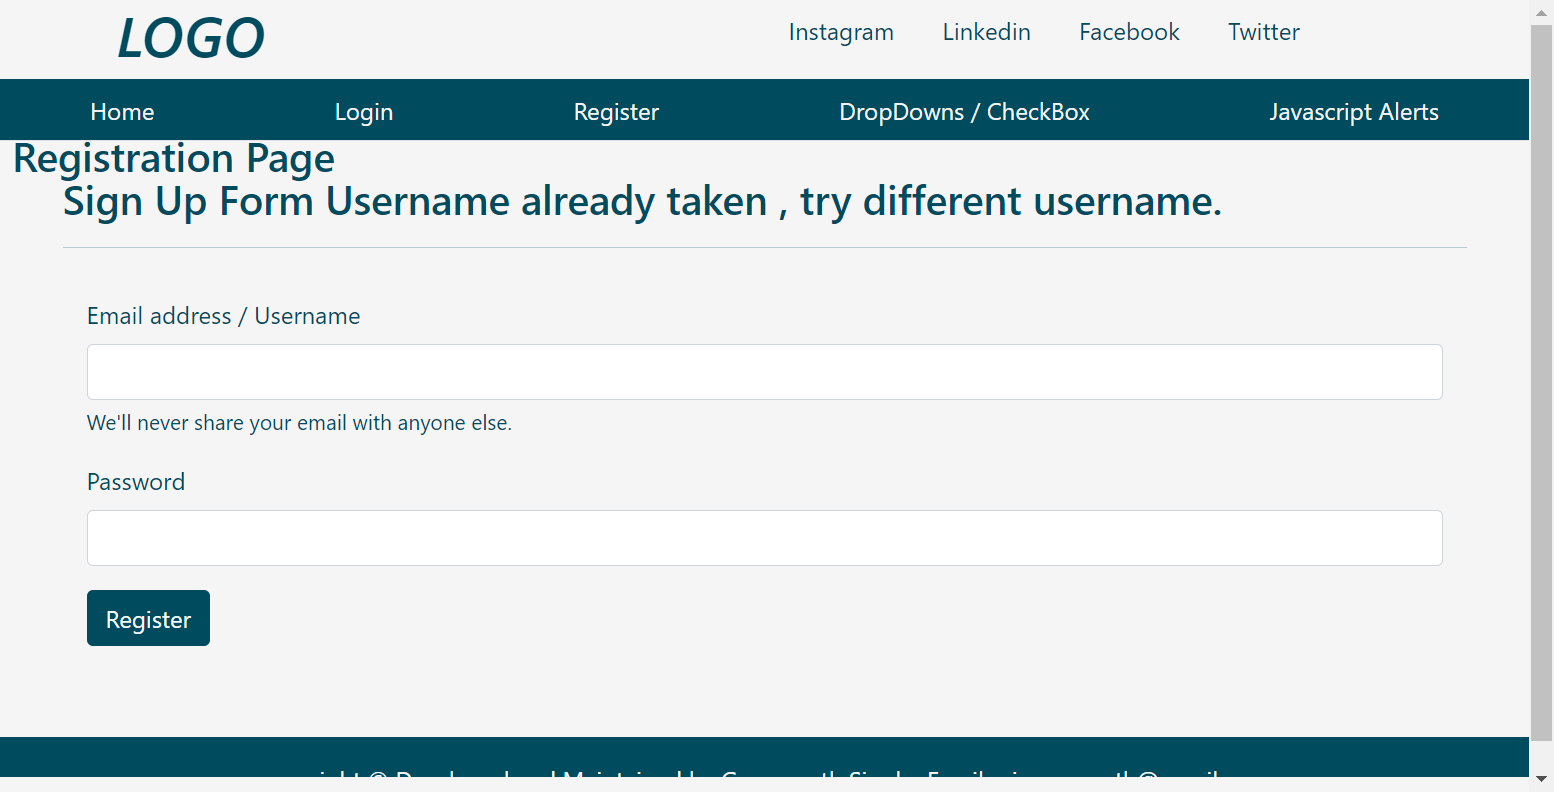 LOGO
Instagram Linkedin Facebook Twitter
Home Login Register DropDowns / CheckBox Javascript Alerts
Registration Page
Sign Up Form Username already taken , try different username.
Email address / Username
We'll never share your email with anyone else.
Password
Register